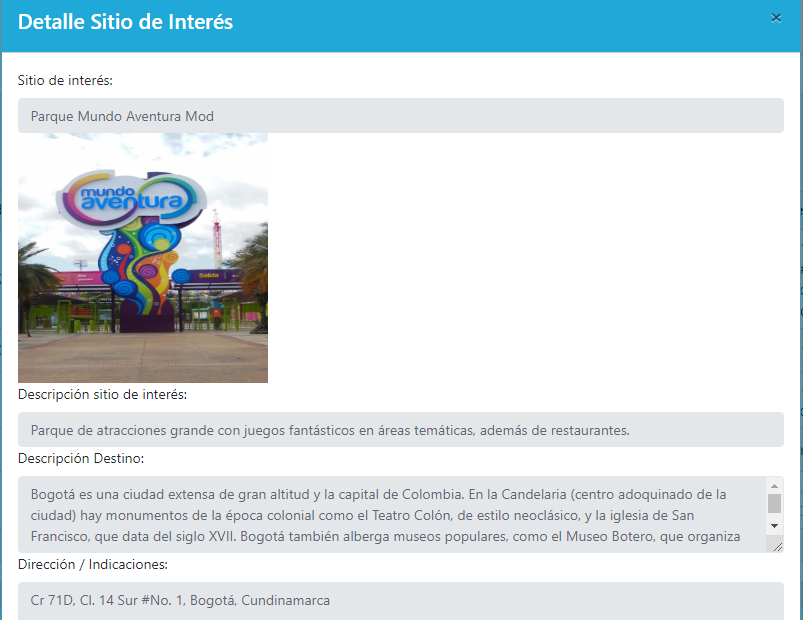 Detalle Sitio de Interés
×
Sitio de interés:
Parque Mundo Aventura Mod
mundo
aventura
Salida
Descripción sitio de interés:
Parque de atracciones grande con juegos fantásticos en áreas temáticas, además de restaurantes.
Descripción Destino:
Bogotá es una ciudad extensa de gran altitud y la capital de Colombia. En la Candelaria (centro adoquinado de la
ciudad) hay monumentos de la época colonial como el Teatro Colón, de estilo neoclásico, y la iglesia de San
Francisco, que data del siglo XVII. Bogotá también alberga museos populares, como el Museo Botero, que organiza
Dirección / Indicaciones:
Cr 71D, Cl. 14 Sur #No. 1, Bogotá, Cundinamarca